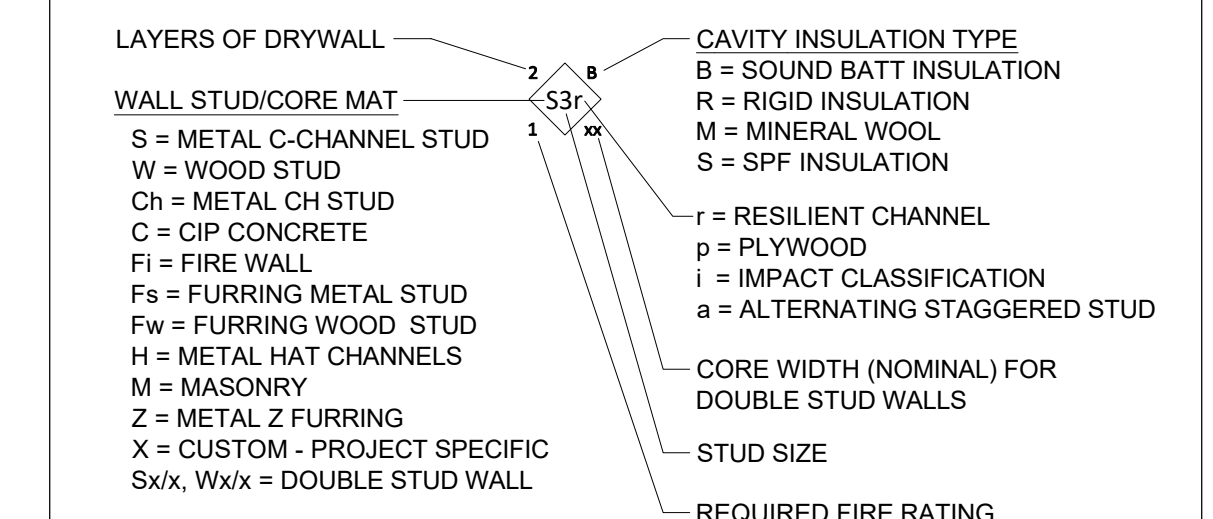 LAYERS OF DRYWALL
WALL STUD/CORE MAT
S = METAL C-CHANNEL STUD
W = WOOD STUD
Ch = METAL CH STUD
C = CIP CONCRETE
Fi = FIRE WALL
Fs = FURRING METAL STUD
Fw = FURRING WOOD STUD
H = METAL HAT CHANNELS
M = MASONRY
Z = METAL Z FURRING
X = CUSTOM - PROJECT SPECIFIC
Sx/x, Wx/x = DOUBLE STUD WALL
2 B
S3r
1 xx
CAVITY INSULATION TYPE
B = SOUND BATT INSULATION
R = RIGID INSULATION
M = MINERAL WOOL
S = SPF INSULATION
r = RESILIENT CHANNEL
p = PLYWOOD
i = IMPACT CLASSIFICATION
a = ALTERNATING STAGGERED STUD
CORE WIDTH (NOMINAL) FOR
DOUBLE STUD WALLS
STUD SIZE
REQUIRED FIRE RATING